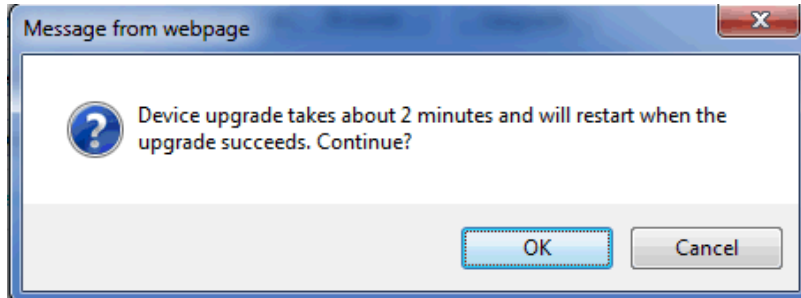 Message from webpage
Device upgrade takes about 2 minutes and will restart when the
upgrade succeeds. Continue?
OK
Cancel